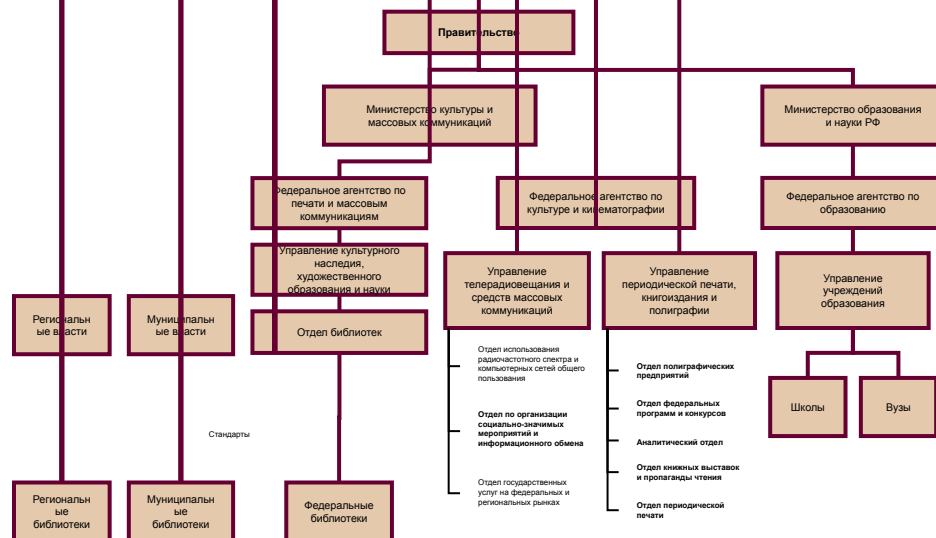 Правительство
Министерство культуры и
массовых коммуникаций
Министерство образования
и науки РФ
Федеральное агентство по
печати и массовым
коммуникациям
Федеральное агентство по
культуре и кинематографии
Федеральное агентство по
образованию
Управление культурного
наследия,
художественного
образования и науки
Управление
телерадиовещания и
средств массовых
коммуникаций
Управление
периодической печати,
книгоиздания и
полиграфии
Управление
учреждений
образования
Региональн
ые власти
Муниципальн
ые власти
Отдел библиотек
Отдел использования
радиочастотного спектра и
компьютерных сетей общего
пользования
Отдел по организации
социально-значимых
мероприятий и
информационного обмена
Отдел государственных
услуг на федеральных и
региональных рынках
Отдел полиграфических
предприятий
Отдел федеральных
программ и конкурсов
Аналитический отдел
Отдел книжных выставок
и пропаганды чтения
Отдел периодической
печати
Школы
Вузы
Стандарты
Региональн
ые
библиотеки
Муниципальн
ые
библиотеки
Федеральные
библиотеки